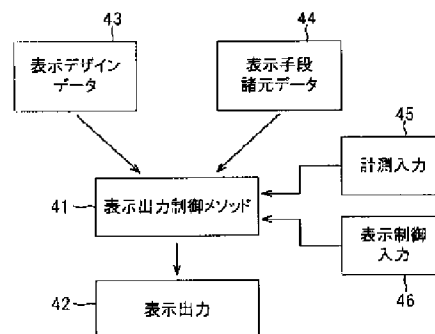 43
表示デザイン
データ
44
表示手段
諸元データ
45
計測入力
41
表示出力制御メソッド
表示制御
入力
46
42
表示出力